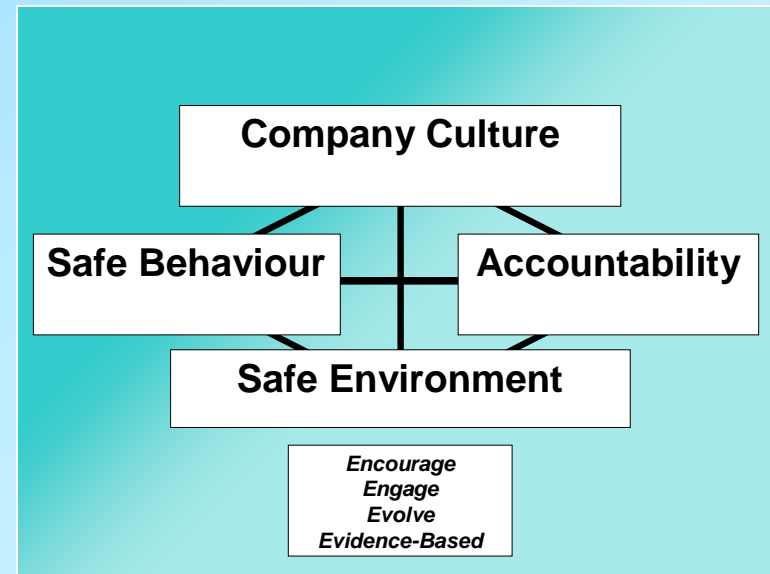 Company Culture
Safe Behaviour
Accountability
Safe Environment
Encourage
Engage
Evolve
Evidence-Based